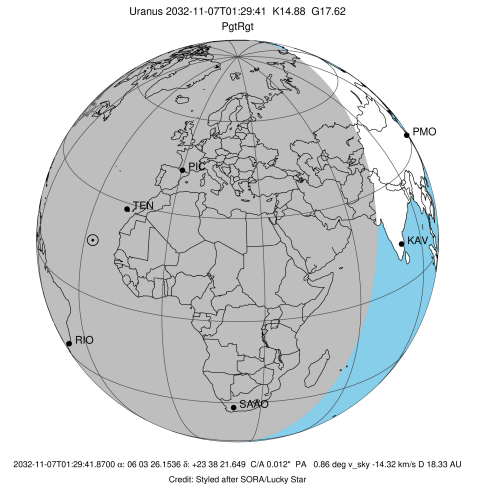 Uranus 2032-11-07T01:29:41 K14.88 G17.62
PgtRgt
PMO
PIC
TEN
KAV
RIO
SAAO
2032-11-07T01:29:41.8700 α: 06 03 26.1536 δ: +23 38 21.649 C/A 0.012" PA 0.86 deg v_sky -14.32 km/s D 18.33 AU
Credit: Styled after SORA/Lucky Star